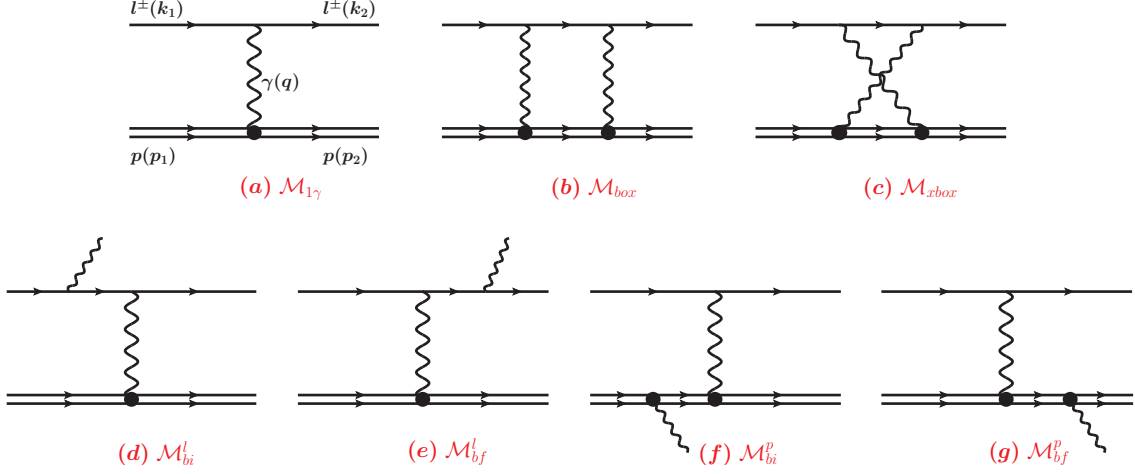 l±(k₁)
l±(k₂)
γ(q)
p(p₁)
p(p₂)
(a) ℳ₁γ
(b) ℳbox
(c) ℳxbox
(d) ℳˡbi
(e) ℳˡbf
(f) ℳᵖbi
(g) ℳᵖbf